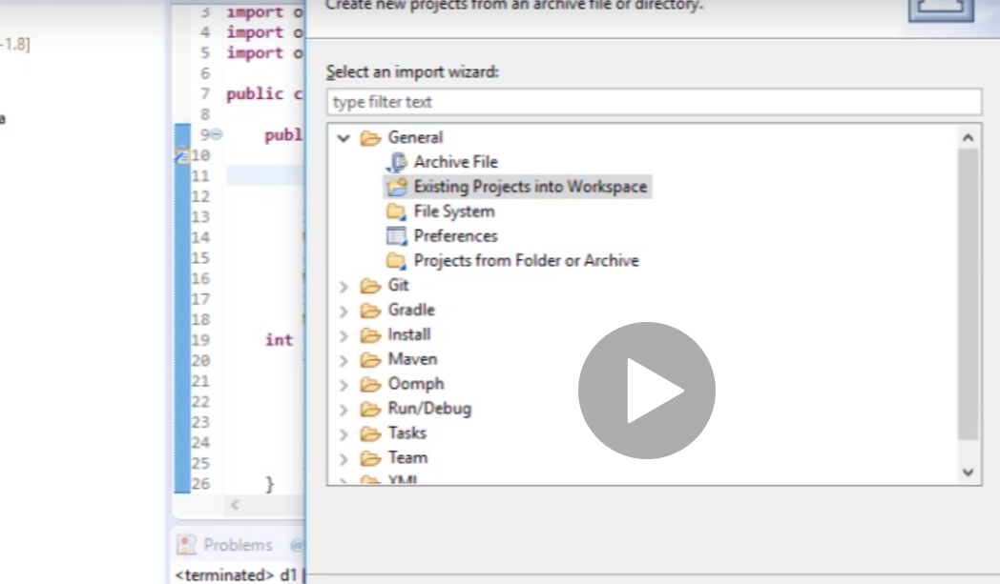 -1.8]
a
3 import o
4 import o
5 import o
6
7 public c
8
9 publ
10
11
12
13
14
15
16
17
18
19 int
20
21
22
23
24
25
26 }
Problems @
<terminated> d1
Create new projects from an archive file or directory.
Select an import wizard:
type filter text
General
Archive File
Existing Projects into Workspace
File System
Preferences
Projects from Folder or Archive
Git
Gradle
Install
Maven
Oomph
Run/Debug
Tasks
Team
XML